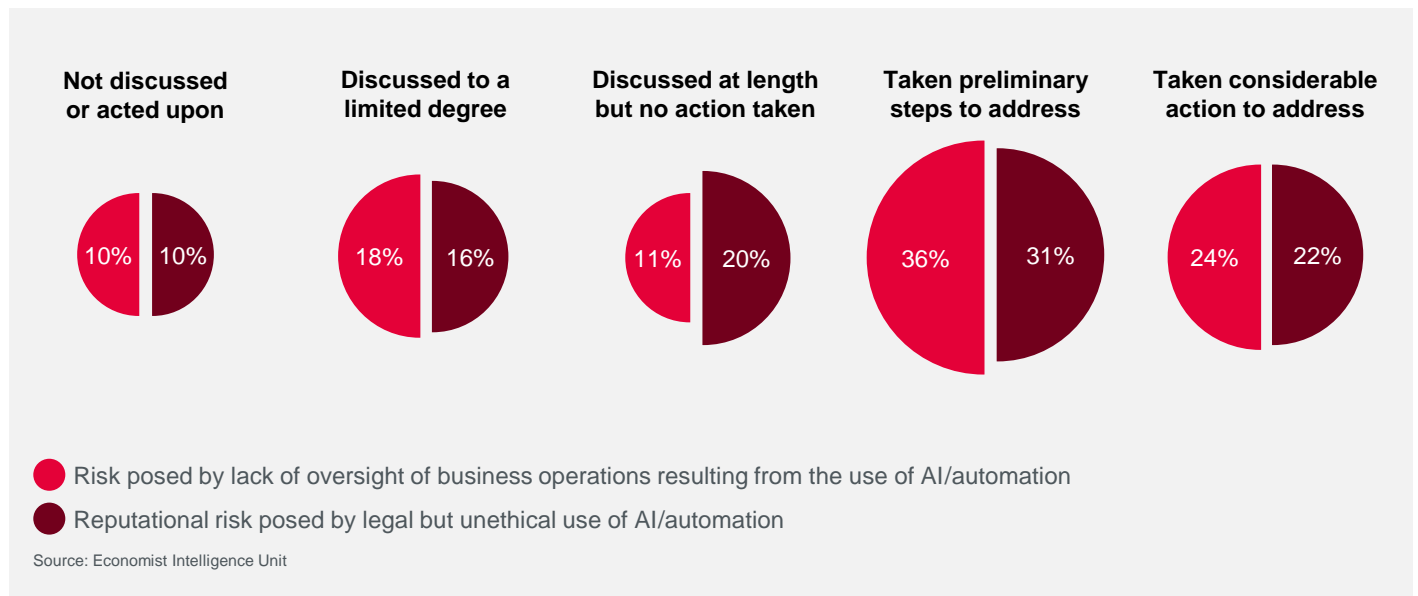 Not discussed
or acted upon
Discussed to a
limited degree
Discussed at length
but no action taken
Taken preliminary
steps to address
Taken considerable
action to address
10%
10%
18%
16%
11%
20%
36%
31%
24%
22%
Risk posed by lack of oversight of business operations resulting from the use of AI/automation
Reputational risk posed by legal but unethical use of AI/automation
Source: Economist Intelligence Unit